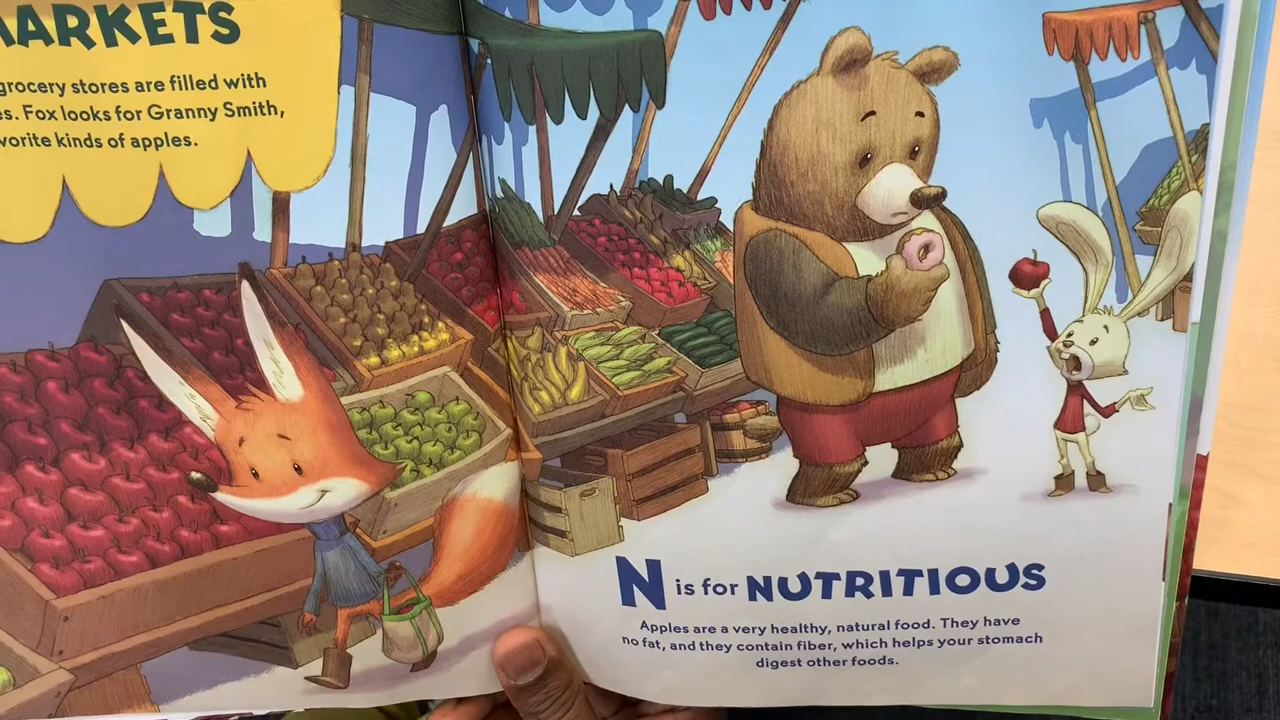 MARKETS
grocery stores are filled with
Fox looks for Granny Smith,
kinds of apples.
N is for NUTRITIOUS
Apples are a very healthy, natural food. They have
no fat, and they contain fiber, which helps your stomach
digest other foods.